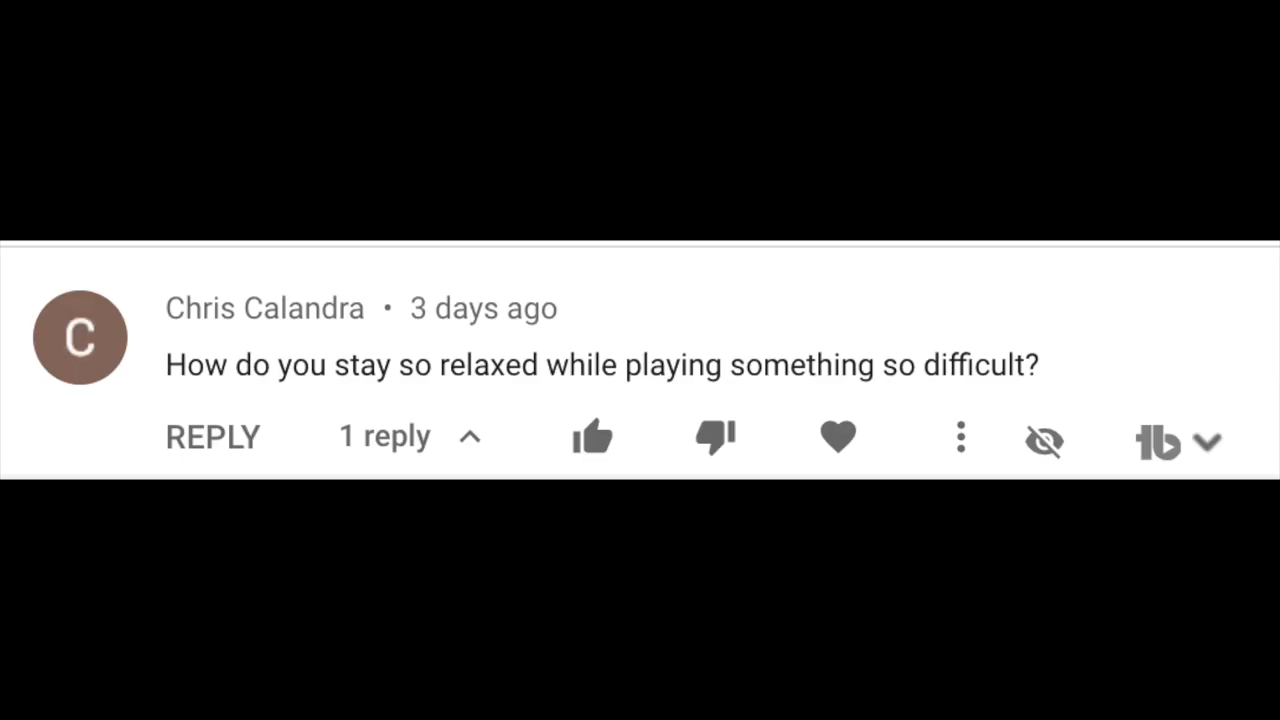 C
Chris Calandra • 3 days ago
How do you stay so relaxed while playing something so difficult?
REPLY 1 reply
tb